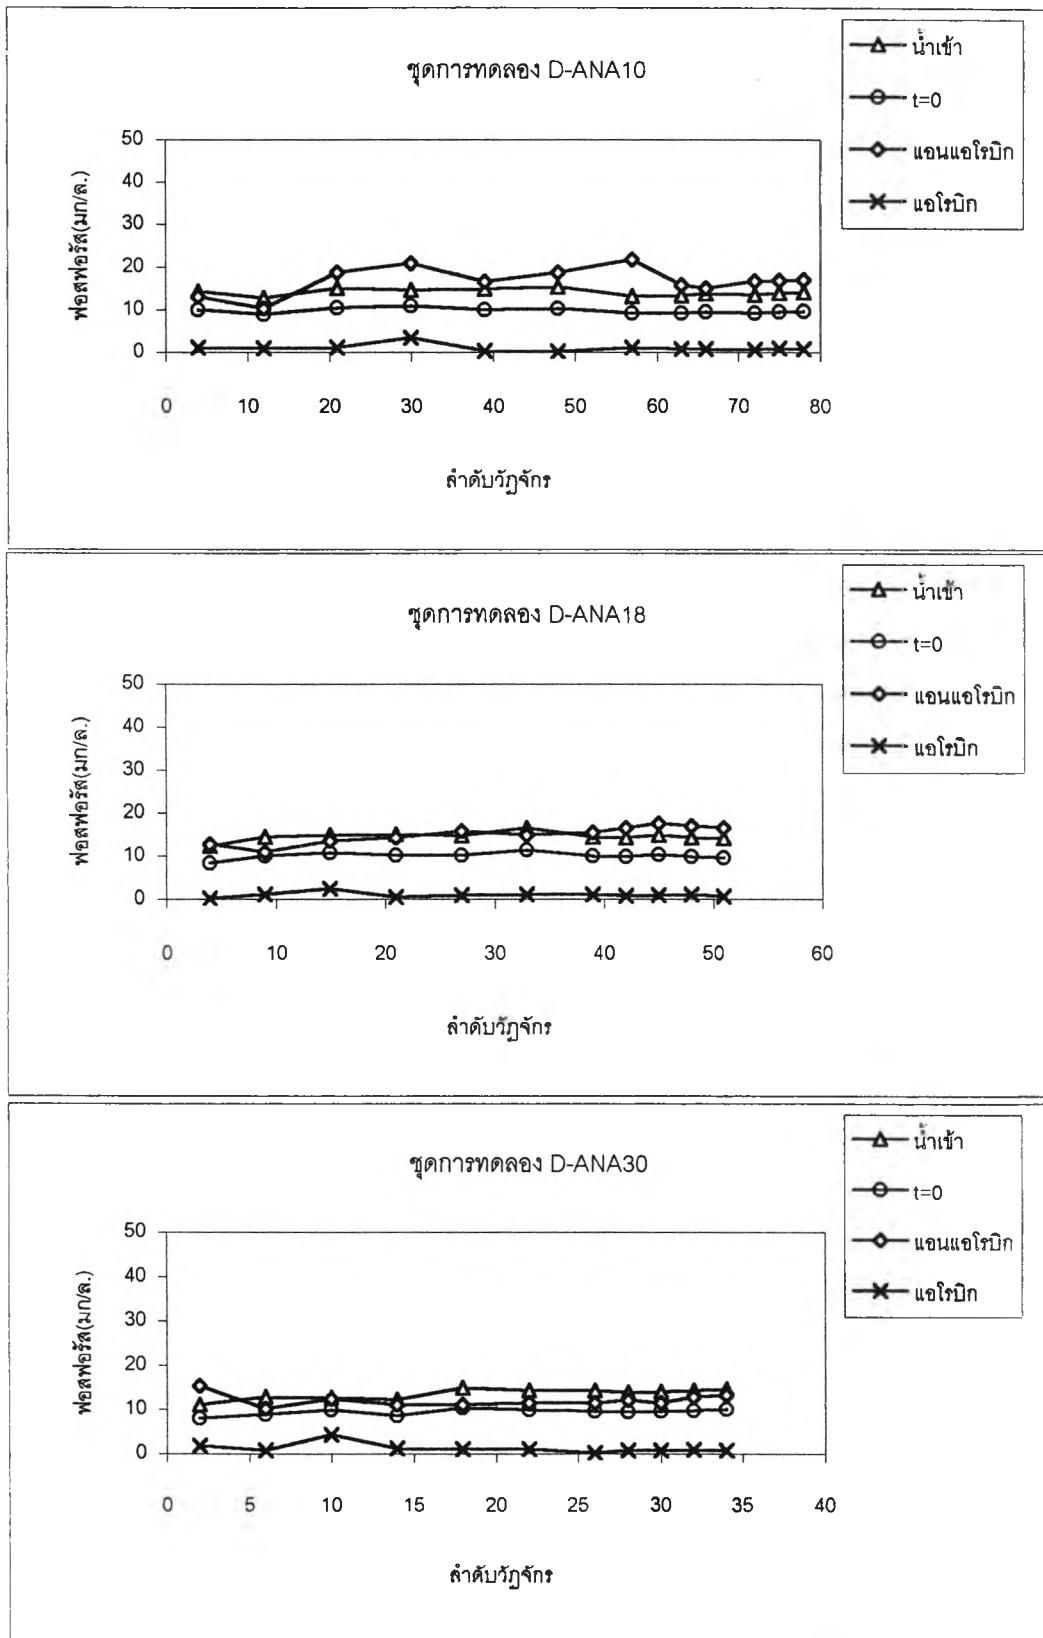 ชุดการทดลอง D-ANA10
น้ำเข้า
t=0
แอนแอโรบิก
แอโรบิก
ฟอสฟอรัส(มก/ล.)
50
40
30
20
10
0
0 10 20 30 40 50 60 70 80
ลำดับวัฏจักร
ชุดการทดลอง D-ANA18
น้ำเข้า
t=0
แอนแอโรบิก
แอโรบิก
ฟอสฟอรัส(มก/ล.)
50
40
30
20
10
0
0 10 20 30 40 50 60
ลำดับวัฏจักร
ชุดการทดลอง D-ANA30
น้ำเข้า
t=0
แอนแอโรบิก
แอโรบิก
ฟอสฟอรัส(มก/ล.)
50
40
30
20
10
0
0 5 10 15 20 25 30 35 40
ลำดับวัฏจักร